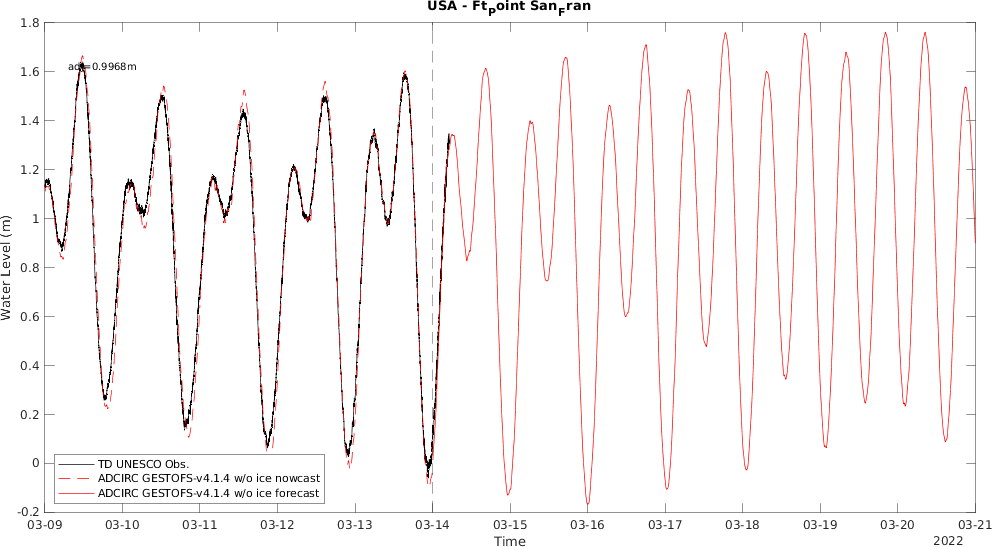 USA - Ft_Point San_Fran
1.8
1.6
1.4
1.2
1
0.8
0.6
0.4
0.2
0
-0.2
Water Level (m)
adj=0.9968m
TD UNESCO Obs.
ADCIRC GESTOFS-v4.1.4 w/o ice nowcast
ADCIRC GESTOFS-v4.1.4 w/o ice forecast
03-09 03-10 03-11 03-12 03-13 03-14 03-15 03-16 03-17 03-18 03-19 03-20 03-21
Time
2022